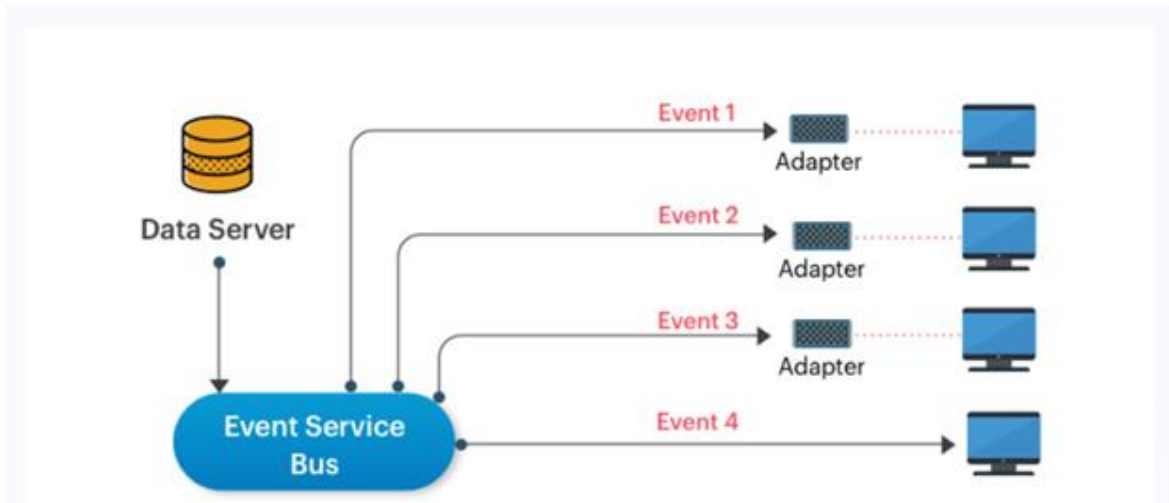 Event 1
Adapter
Data Server
Event 2
Adapter
Event 3
Adapter
Event Service
Bus
Event 4